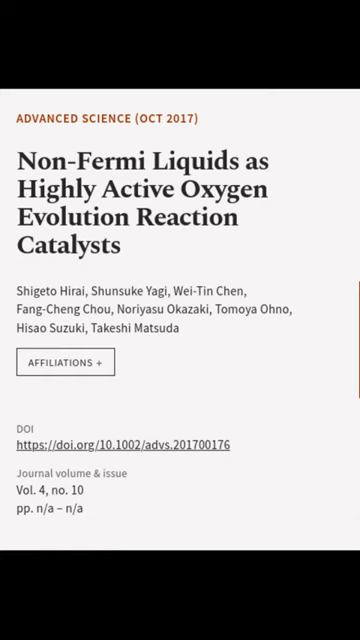 ADVANCED SCIENCE (OCT 2017)
Non-Fermi Liquids as
Highly Active Oxygen
Evolution Reaction
Catalysts
Shigeto Hirai, Shunsuke Yagi, Wei-Tin Chen,
Fang-Cheng Chou, Noriyasu Okazaki, Tomoya Ohno,
Hisao Suzuki, Takeshi Matsuda
AFFILIATIONS +
DOI
https://doi.org/10.1002/advs.201700176
Journal volume & issue
Vol. 4, no. 10
pp. n/a – n/a